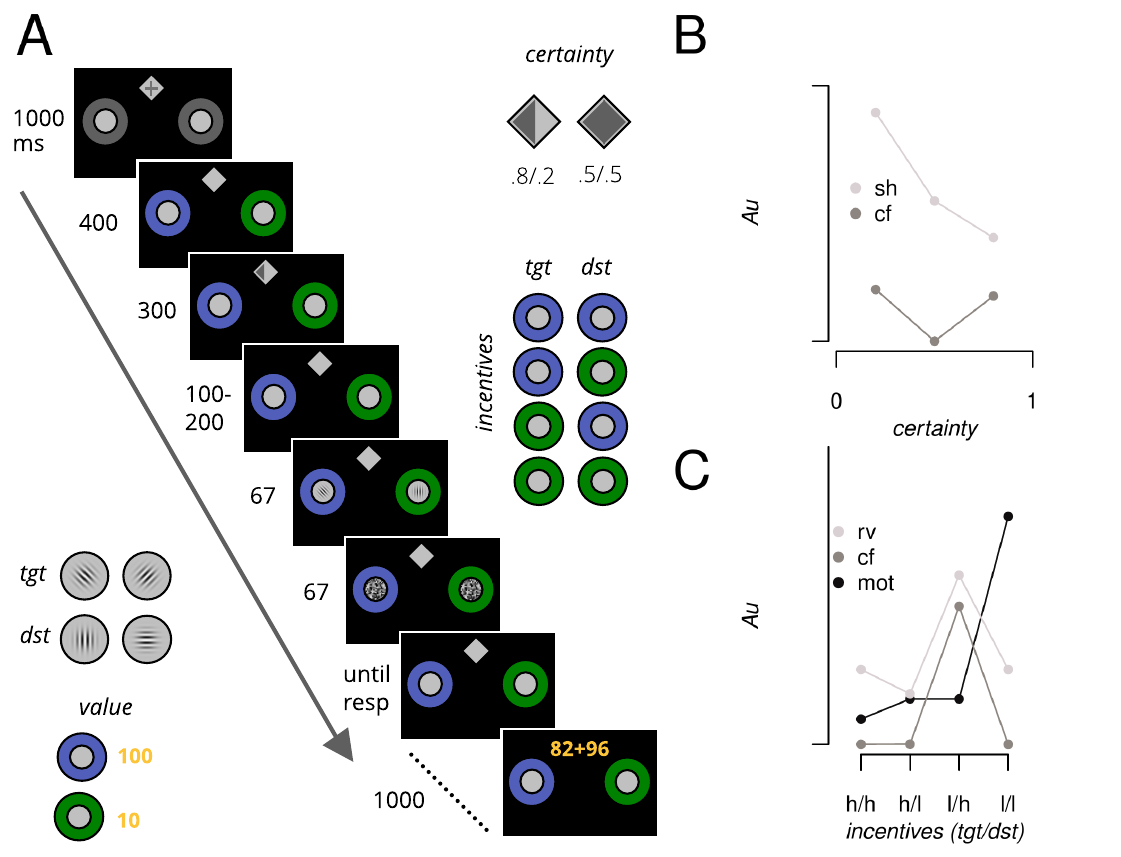 A
1000
ms
400
300
100-
200
67
67
until
resp
1000
82+96
certainty
.8/.2
.5/.5
tgt
dst
incentives
tgt
dst
value
100
10
B
Au
sh
cf
0
1
certainty
C
Au
rv
cf
mot
h/h
h/l
l/h
l/l
incentives (tgt/dst)